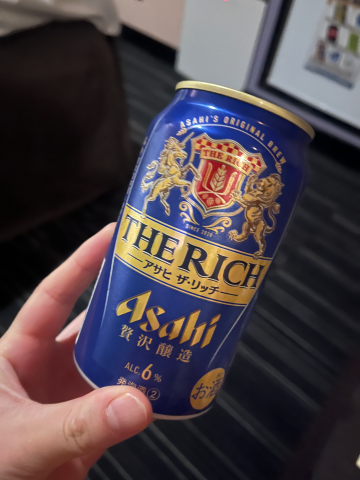 ASAHI'S ORIGINAL BREW
THE RICH
SINCE 2020
THE RICH
アサヒ ザ・リッチ
Asahi
贅沢醸造
ALC.6%
発泡酒②
お酒